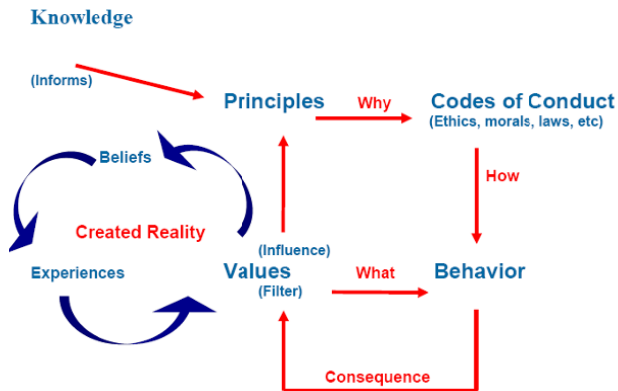 Knowledge
(Informs)
Principles
Why
Codes of Conduct
(Ethics, morals, laws, etc)
Beliefs
How
Created Reality
(Influence)
Experiences
Values
What
Behavior
(Filter)
Consequence